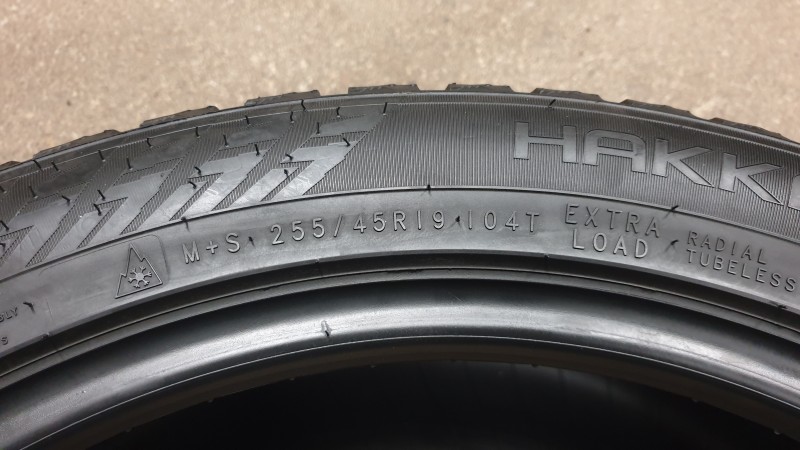 HAKK
M+S 255/45R19 104T EXTRA LOAD RADIAL TUBELESS